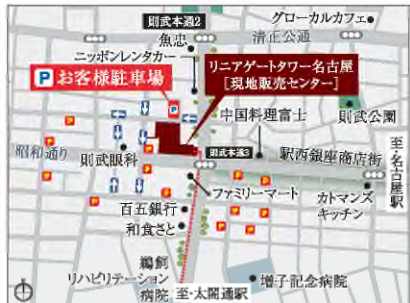 則武本通2
グローカルカフェ
魚忠
清正公通
ニッポンレンタカー
リニアゲートタワー名古屋
[現地販売センター]
P お客様駐車場
P
中国料理富士
則武公園
昭和通り
則武眼科
則武本通3
駅西銀座商店街
至・名古屋駅
ファミリーマート
カトマンズ
キッチン
百五銀行
和食さと
鵜飼
リハビリテーション
病院
至・太閤通駅
増子記念病院